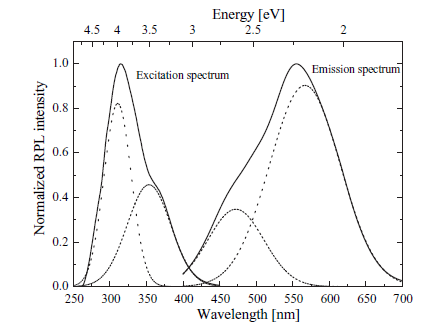 Energy [eV]
4.5 4 3.5 3 2.5 2
Normalized RPL intensity
1.0
0.8
0.6
0.4
0.2
0.0
Excitation spectrum
Emission spectrum
250 300 350 400 450 500 550 600 650 700
Wavelength [nm]